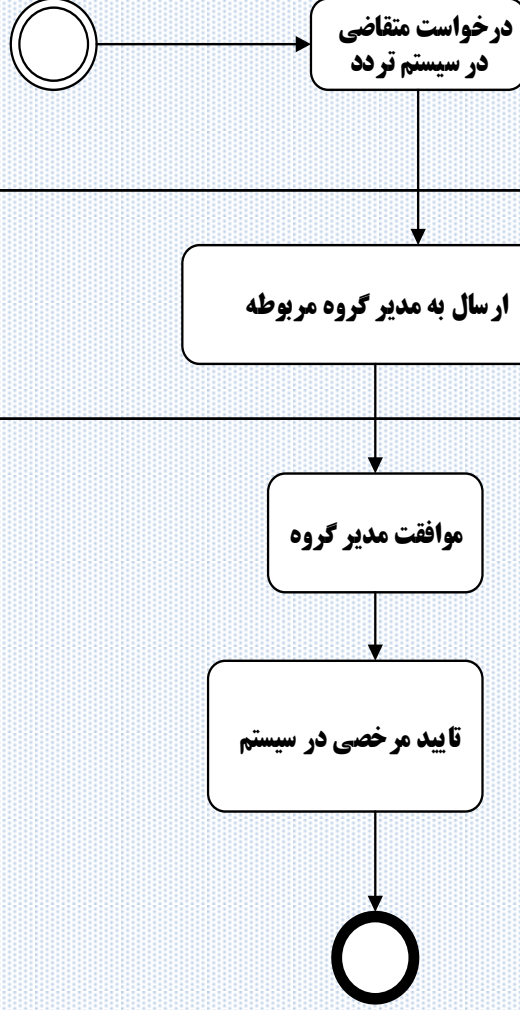 درخواست متقاضی
در سیستم تردد
ارسال به مدیر گروه مربوطه
موافقت مدیر گروه
تایید مرخصی در سیستم